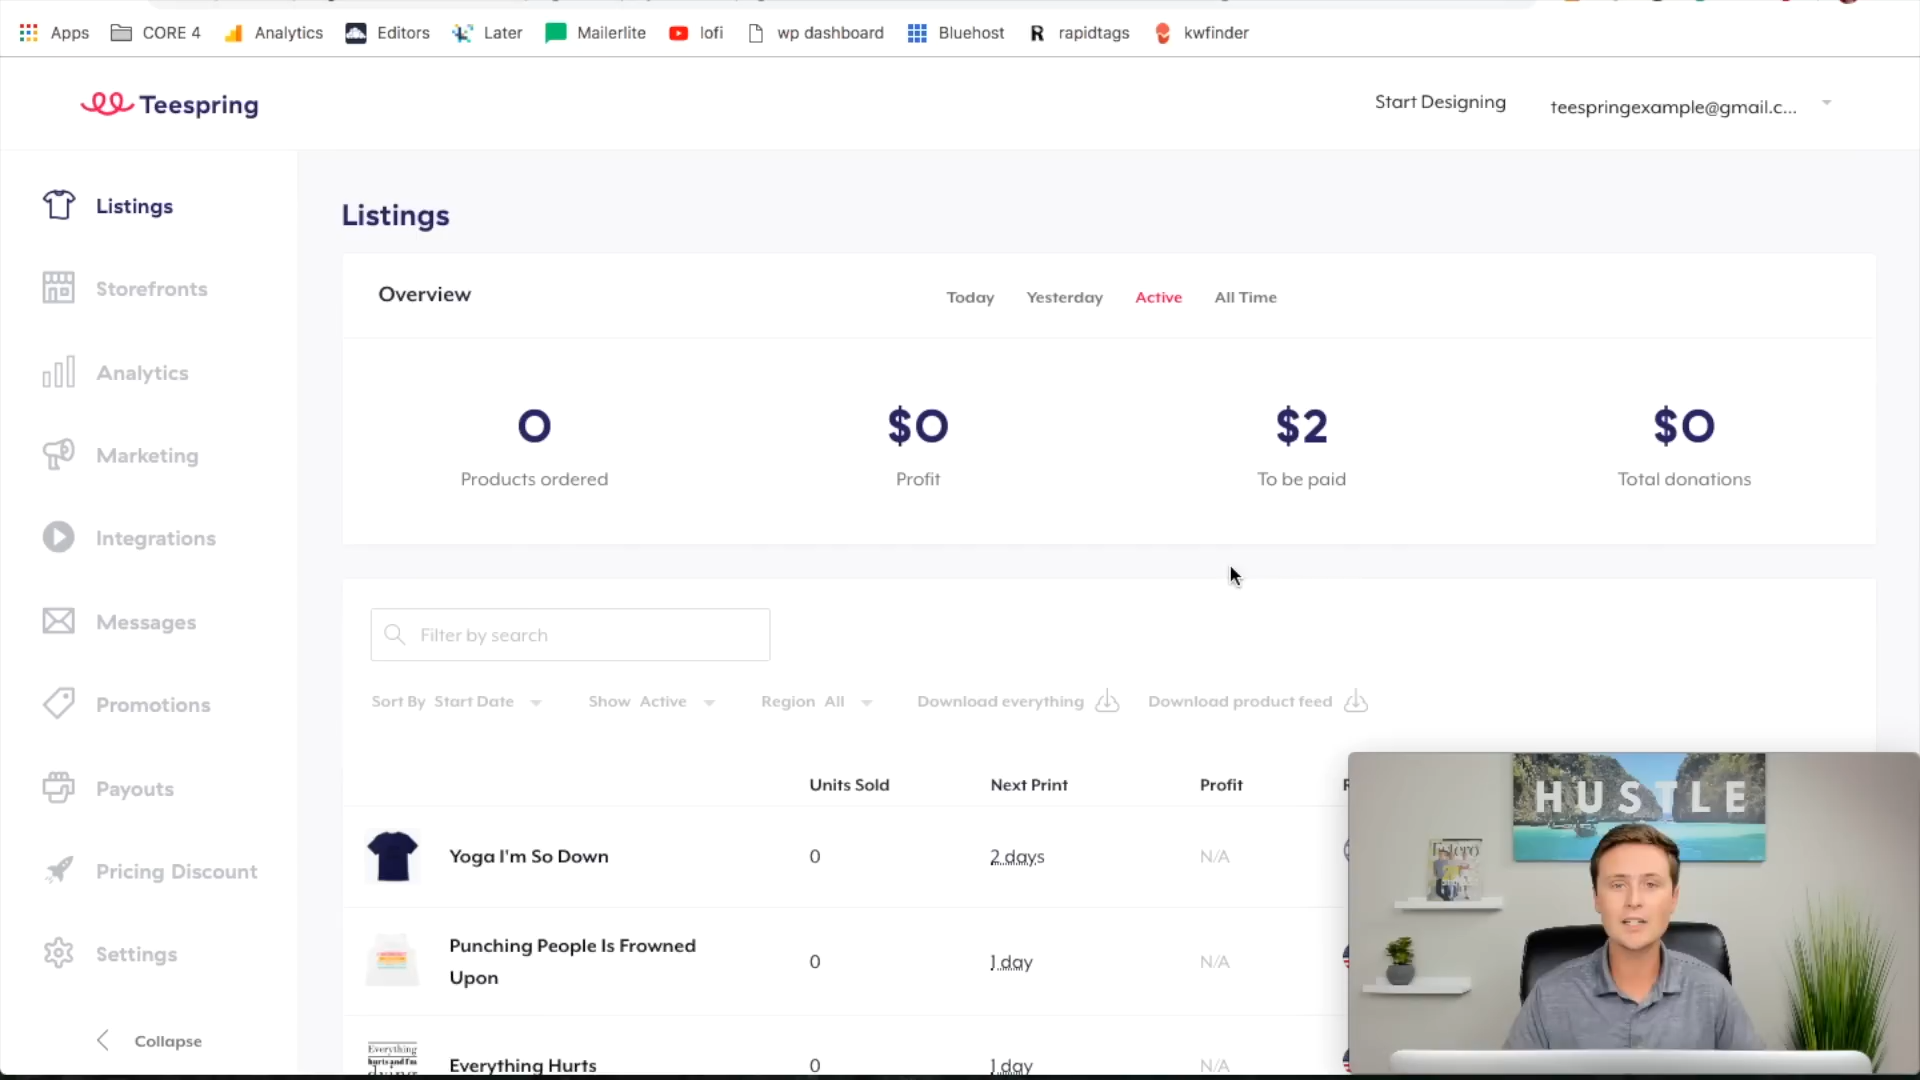 Apps CORE 4 Analytics Editors Later Mailerlite lofi wp dashboard Bluehost R rapidtags kwfinder
Teespring
Start Designing teespringexample@gmail.c...
Listings
Storefronts
Analytics
Marketing
Integrations
Messages
Promotions
Payouts
Pricing Discount
Settings
Collapse
Listings
Overview Today Yesterday Active All Time
0 $0 $2 $0
Products ordered Profit To be paid Total donations
Filter by search
Sort By Start Date Show Active Region All Download everything Download product feed
Units Sold Next Print Profit
Yoga I'm So Down 0 2 days N/A
Punching People Is Frowned
Upon 0 1 day N/A
Everything
hurts and I'm
dying
Everything Hurts 0 1 day N/A
HUSTLE